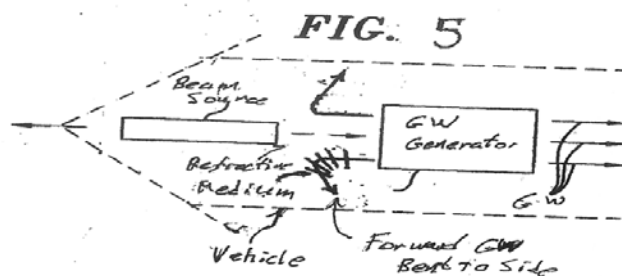 FIG. 5
Beam
Source
GW
Generator
Refractive
Medium
GW
Vehicle
Forward GW
Bent To Side